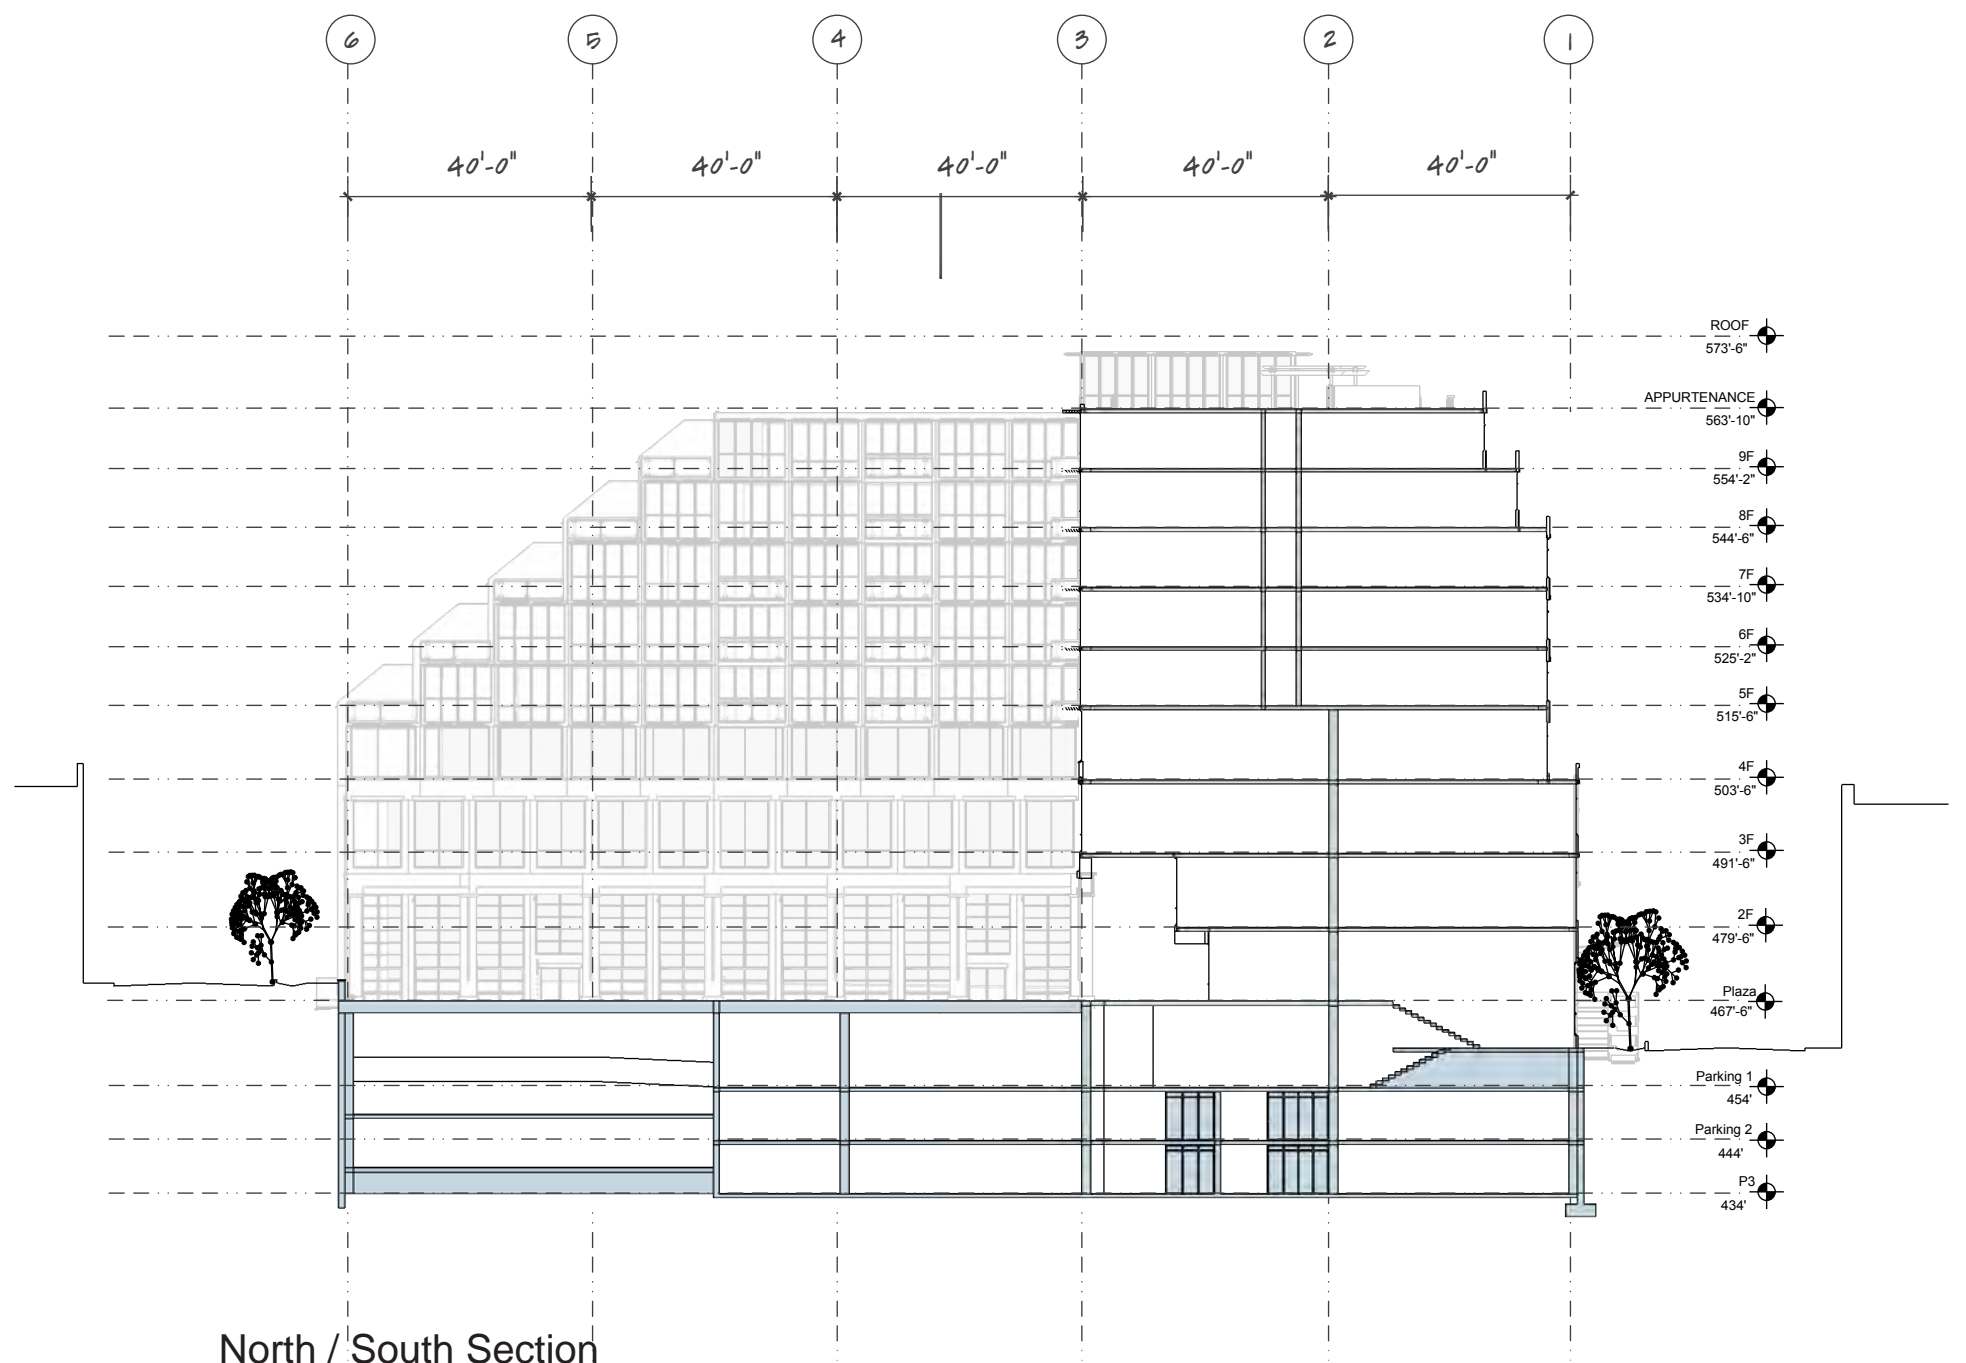 6 5 4 3 2 1
40'-0" 40'-0" 40'-0" 40'-0" 40'-0"
ROOF
573'-6"
APPURTENANCE
563'-10"
9F
554'-2"
8F
544'-6"
7F
534'-10"
6F
525'-2"
5F
515'-6"
4F
503'-6"
3F
491'-6"
2F
479'-6"
Plaza
467'-6"
Parking 1
454'
Parking 2
444'
P3
434'
North / South Section